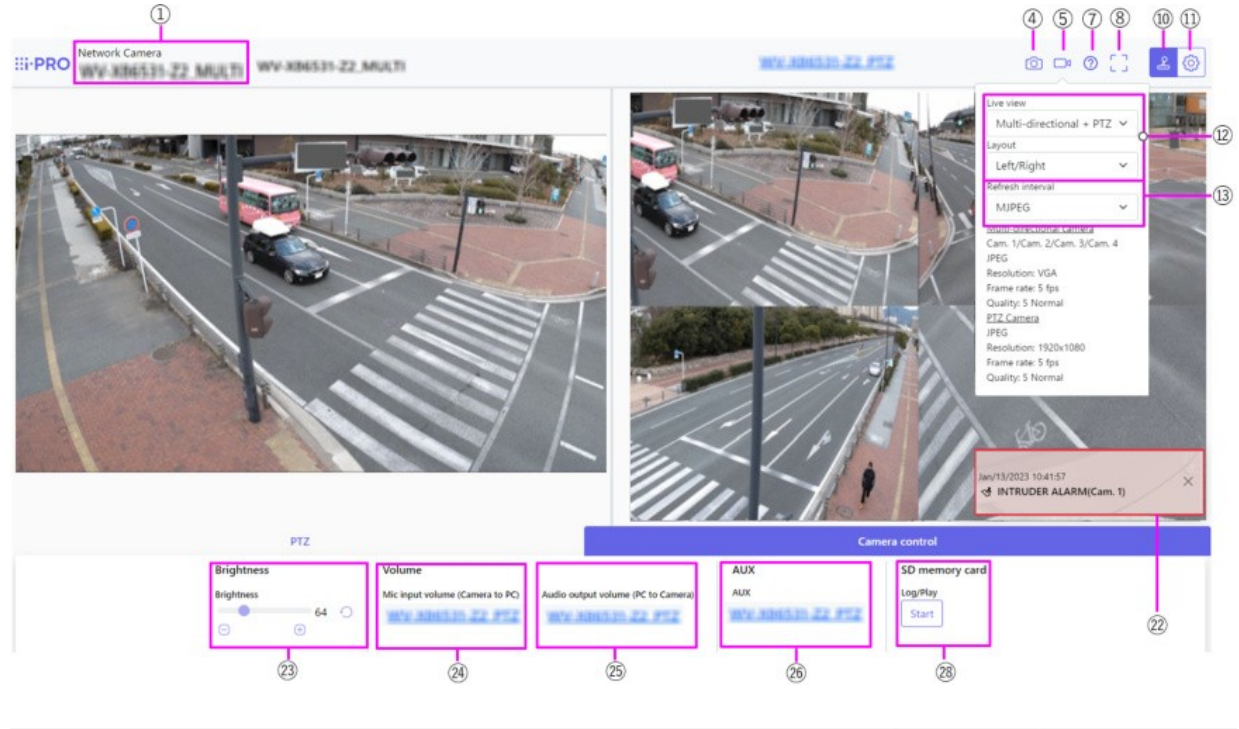 ① ④ ⑤ ⑦ ⑧ ⑩ ⑪
i-PRO
Network Camera
WV-X86531-Z2_MULTI
WV-X86531-Z2_MULTI
WV-X86531-Z2_PTZ
Live view
Multi-directional + PTZ
⑫
Layout
Left/Right
Refresh interval
⑬
MJPEG
Multi-directional Camera
Cam. 1/Cam. 2/Cam. 3/Cam. 4
JPEG
Resolution: VGA
Frame rate: 5 fps
Quality: 5 Normal
PTZ Camera
JPEG
Resolution: 1920x1080
Frame rate: 5 fps
Quality: 5 Normal
Jan/13/2023 10:41:57
INTRUDER ALARM(Cam. 1)
PTZ
Camera control
Brightness
Brightness
64
Volume
Mic input volume (Camera to PC)
WV-X86531-Z2_PTZ
Audio output volume (PC to Camera)
WV-X86531-Z2_PTZ
AUX
AUX
WV-X86531-Z2_PTZ
SD memory card
Log/Play
Start
㉒
㉓ ㉔ ㉕ ㉖ ㉘